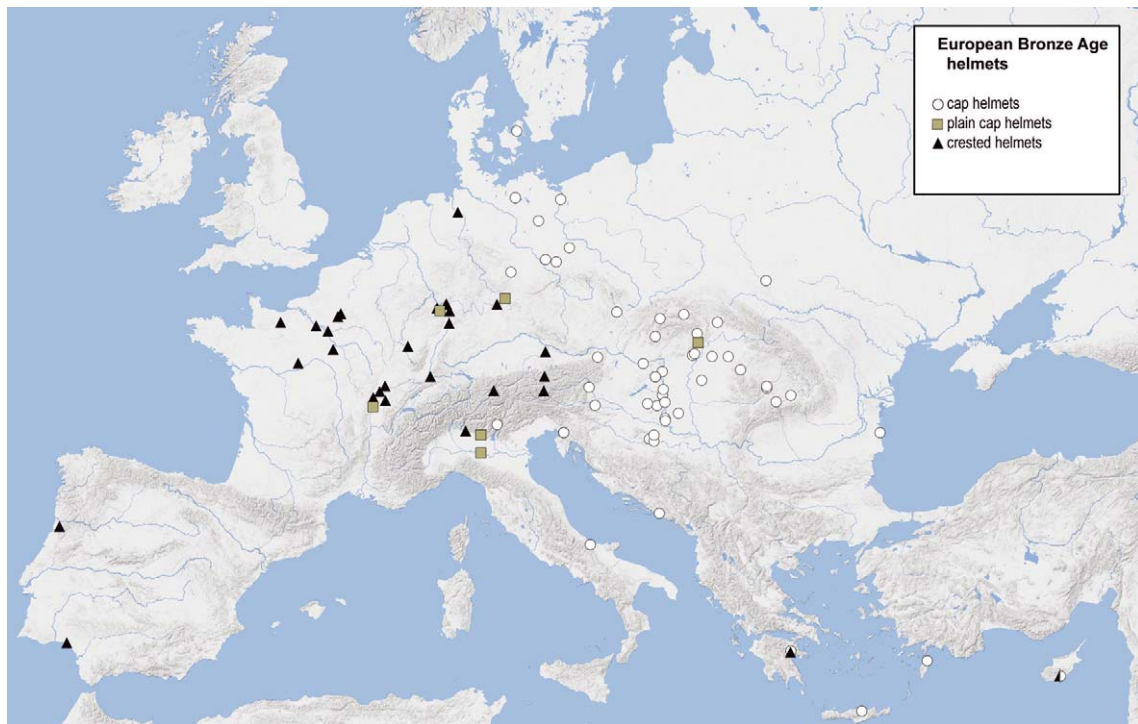 European Bronze Age
helmets
cap helmets
plain cap helmets
crested helmets